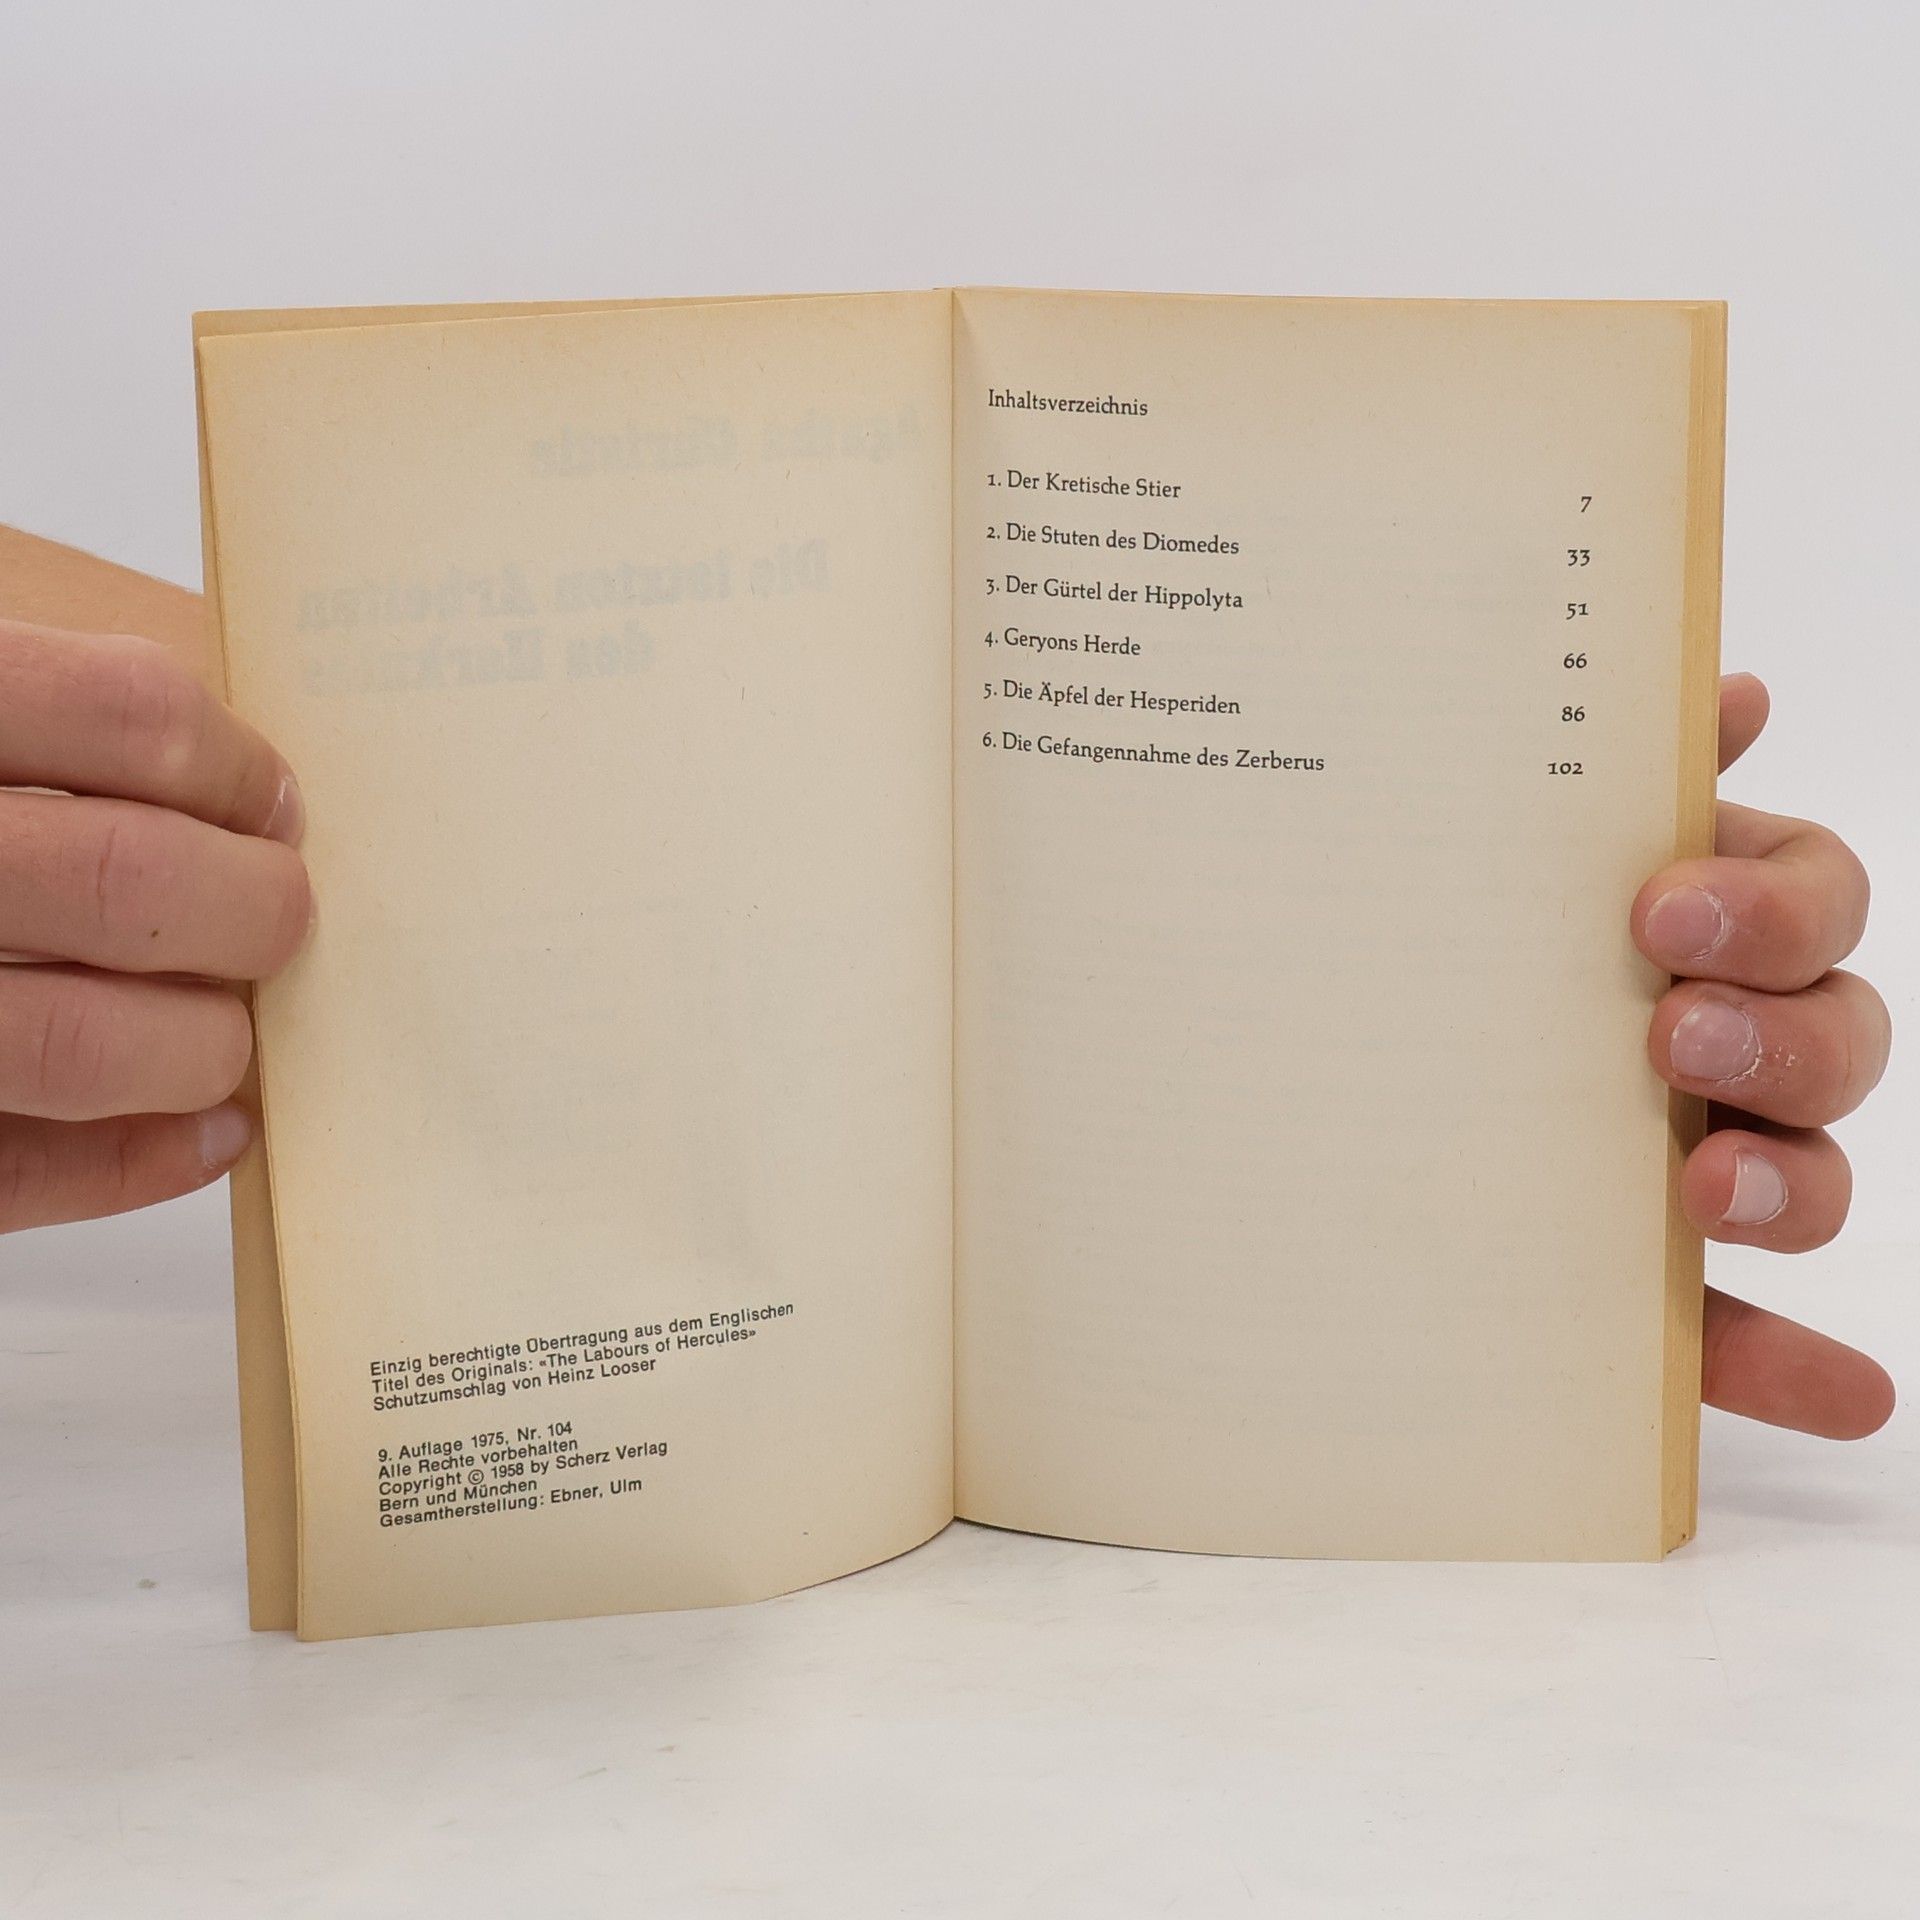 Einzig berechtigte Übertragung aus dem Englischen
Titel des Originals: «The Labours of Hercules»
Schutzumschlag von Heinz Looser
9. Auflage 1975, Nr. 104
Alle Rechte vorbehalten
Copyright © 1958 by Scherz Verlag
Bern und München
Gesamtherstellung: Ebner, Ulm
Inhaltsverzeichnis
1. Der Kretische Stier 7
2. Die Stuten des Diomedes 33
3. Der Gürtel der Hippolyta 51
4. Geryons Herde 66
5. Die Äpfel der Hesperiden 86
6. Die Gefangennahme des Zerberus 102